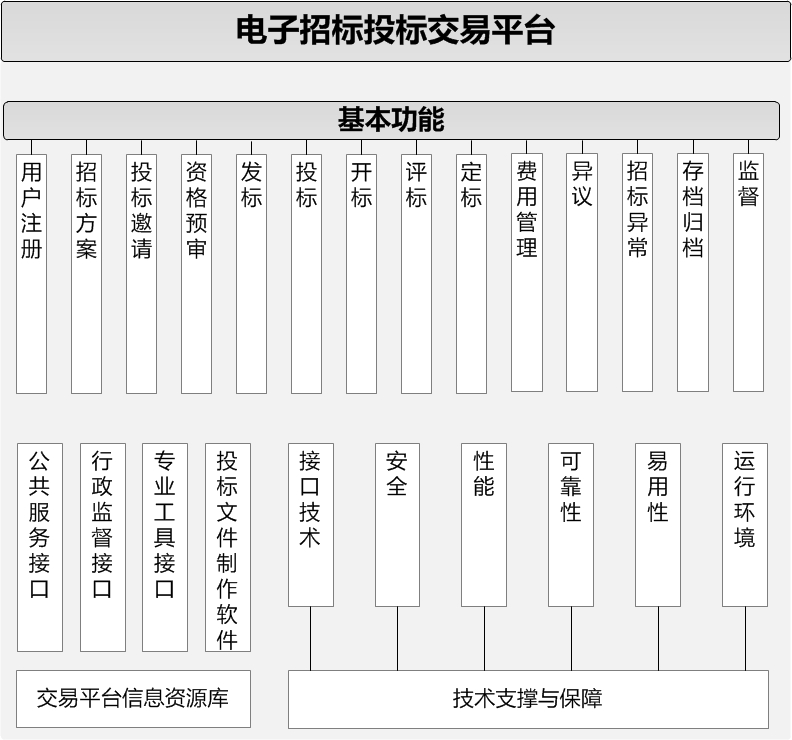 电子招标投标交易平台
基本功能
用户注册
招标方案
投标邀请
资格预审
发标
投标
开标
评标
定标
费用管理
异议
招标异常
存档归档
监督
公共服务接口
行政监督接口
专业工具接口
投标文件制作软件
接口技术
安全
性能
可靠性
易用性
运行环境
交易平台信息资源库
技术支撑与保障